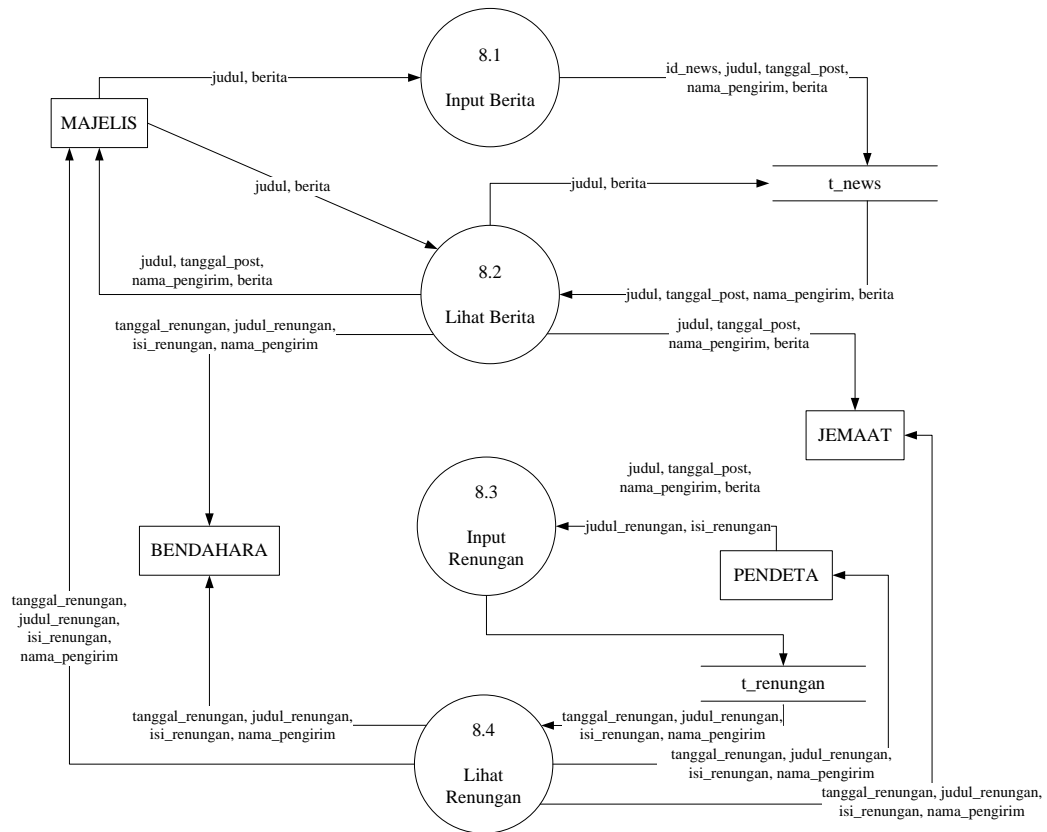 8.1
Input Berita
judul, berita
id_news, judul, tanggal_post,
nama_pengirim, berita
MAJELIS
t_news
judul, berita
judul, berita
8.2
Lihat Berita
judul, tanggal_post,
nama_pengirim, berita
judul, tanggal_post, nama_pengirim, berita
tanggal_renungan, judul_renungan,
isi_renungan, nama_pengirim
judul, tanggal_post,
nama_pengirim, berita
JEMAAT
8.3
Input
Renungan
judul, tanggal_post,
nama_pengirim, berita
judul_renungan, isi_renungan
BENDAHARA
PENDETA
tanggal_renungan,
judul_renungan,
isi_renungan,
nama_pengirim
t_renungan
8.4
Lihat
Renungan
tanggal_renungan, judul_renungan,
isi_renungan, nama_pengirim
tanggal_renungan, judul_renungan,
isi_renungan, nama_pengirim
tanggal_renungan, judul_renungan,
isi_renungan, nama_pengirim
tanggal_renungan, judul_renungan,
isi_renungan, nama_pengirim